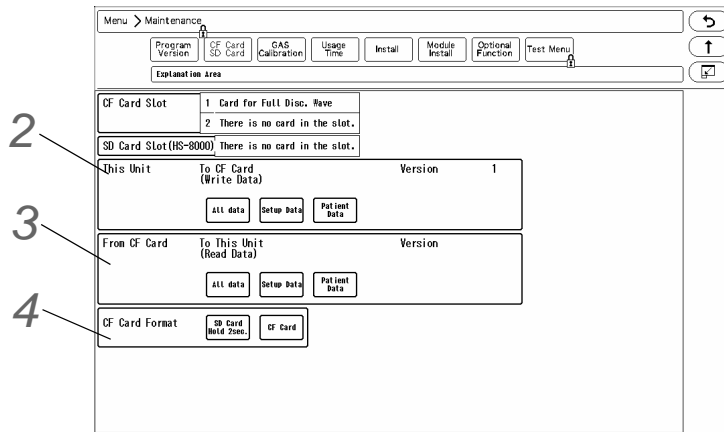 Menu > Maintenance
Program Version
CF Card SD Card
GAS Calibration
Usage Time
Install
Module Install
Optional Function
Test Menu
Explanation Area
CF Card Slot
1 Card for Full Disc. Wave
2 There is no card in the slot.
SD Card Slot(HS-8000) There is no card in the slot.
2
This Unit To CF Card Version 1
(Write Data)
All data Setup Data Patient Data
3
From CF Card To This Unit Version
(Read Data)
All data Setup Data Patient Data
4
CF Card Format SD Card Hold 2sec. CF Card